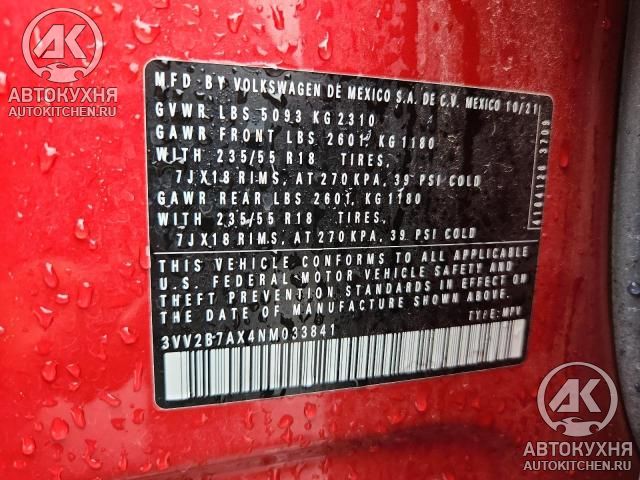 AK
АВТОКУХНЯ
AUTOKITCHEN.RU
MFD. BY VOLKSWAGEN DE MEXICO S.A. DE C.V. MEXICO 10/21
GVWR LBS 5093 KG 2310
GAWR FRONT LBS 2601, KG 1180
WITH 235/55 R18 TIRES,
7JX18 RIMS, AT 270 KPA, 39 PSI COLD
GAWR REAR LBS 2601, KG 1180
WITH 235/55 R18 TIRES,
7JX18 RIMS, AT 270 KPA, 39 PSI COLD
THIS VEHICLE CONFORMS TO ALL APPLICABLE
U.S. FEDERAL MOTOR VEHICLE SAFETY AND
THEFT PREVENTION STANDARDS IN EFFECT ON
THE DATE OF MANUFACTURE SHOWN ABOVE.
TYPE: MPV
3VV2B7AX4NM033841
AK
АВТОКУХНЯ
AUTOKITCHEN.RU